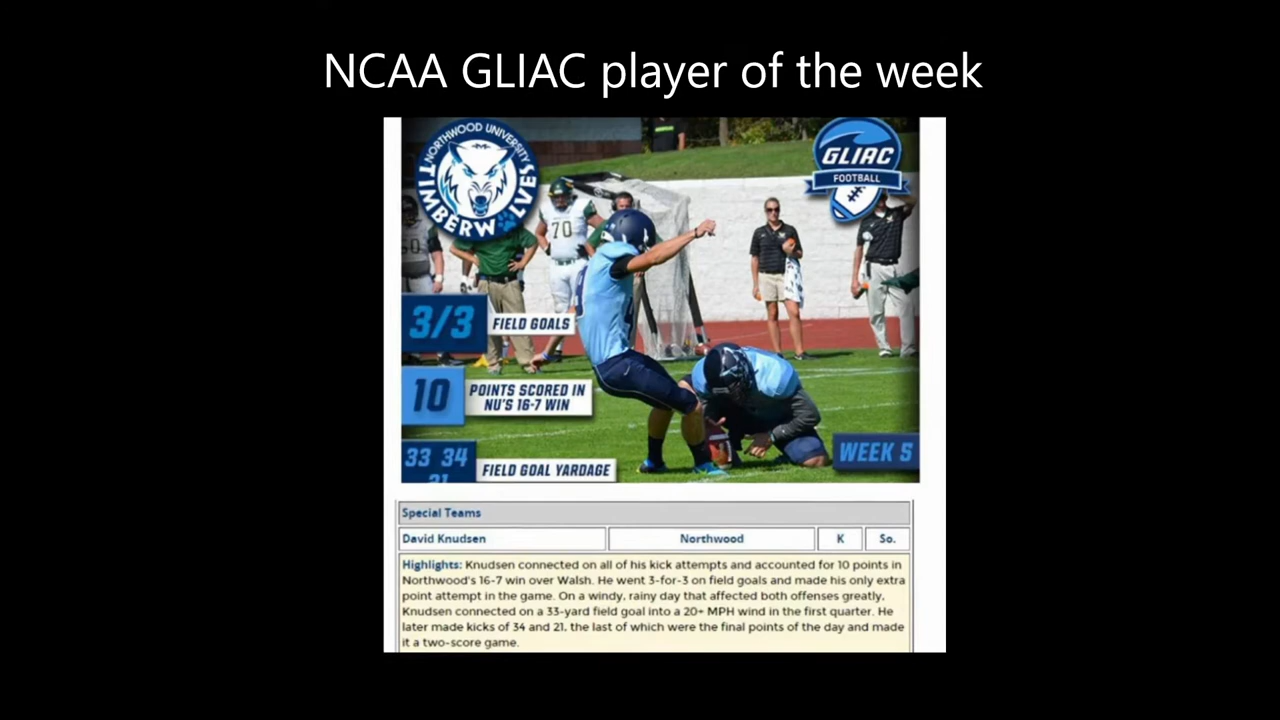 NCAA GLIAC player of the week
NORTHWOOD UNIVERSITY
TIMBERWOLVES
GLIAC
FOOTBALL
70
3/3 FIELD GOALS
10 POINTS SCORED IN
NU'S 16-7 WIN
33 34
21
FIELD GOAL YARDAGE
WEEK 5
Special Teams
David Knudsen Northwood K So.
Highlights: Knudsen connected on all of his kick attempts and accounted for 10 points in
Northwood's 16-7 win over Walsh. He went 3-for-3 on field goals and made his only extra
point attempt in the game. On a windy, rainy day that affected both offenses greatly,
Knudsen connected on a 33-yard field goal into a 20+ MPH wind in the first quarter. He
later made kicks of 34 and 21, the last of which were the final points of the day and made
it a two-score game.